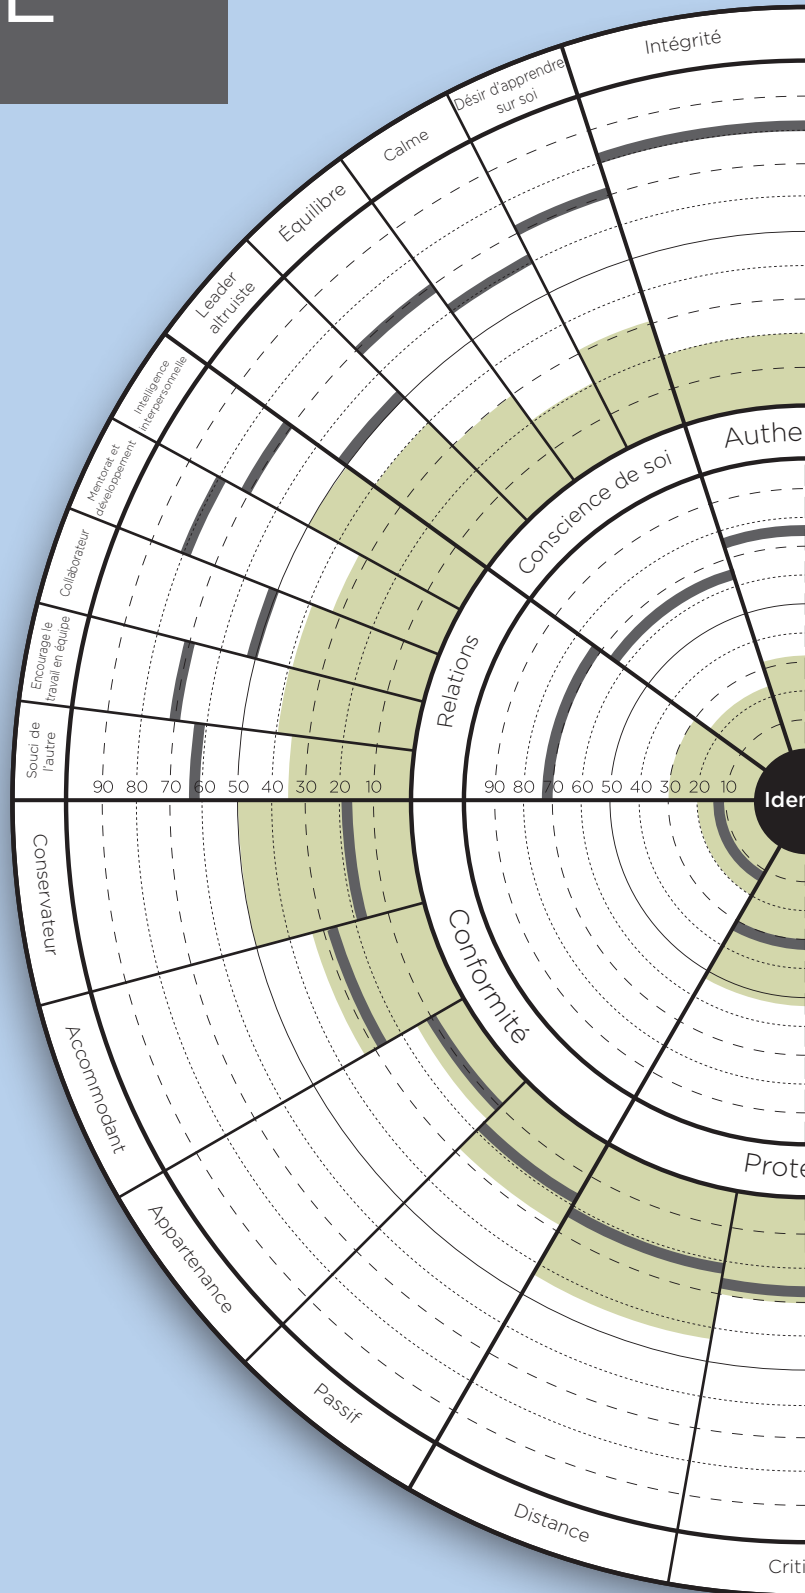 Intégrité
Désir d'apprendre
sur soi
Calme
Équilibre
Leader
altruiste
Intelligence
interpersonnelle
Mentorat et
développement
Collaborateur
Encourage le
travail en équipe
Souci de
l'autre
Authe
Conscience de soi
Relations
90 80 70 60 50 40 30 20 10
90 80 70 60 50 40 30 20 10
Iden
Conservateur
Conformité
Accommodant
Appartenance
Prote
Passif
Distance
Criti